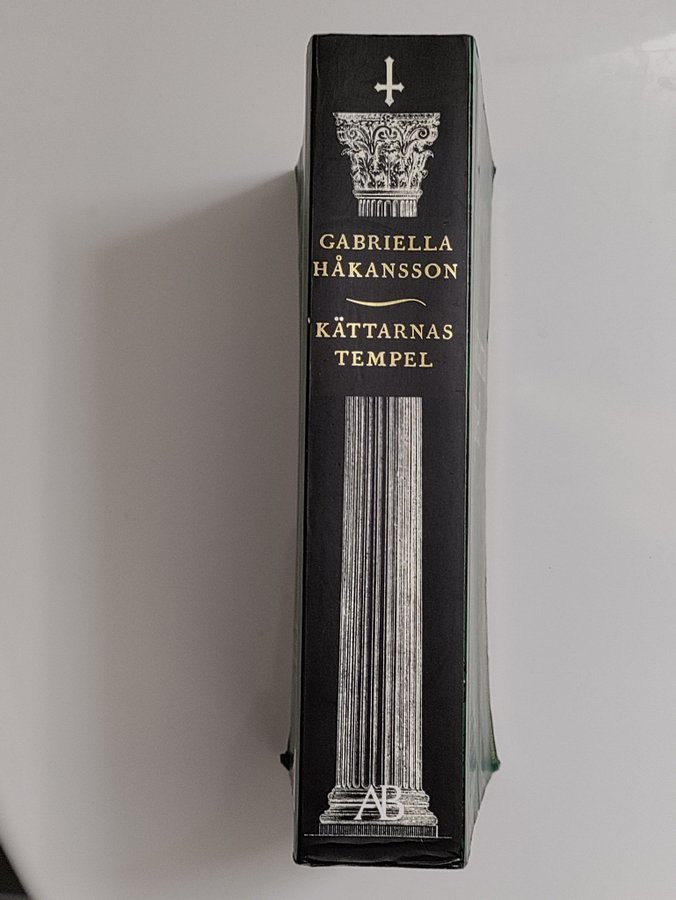 GABRIELLA
HÅKANSSON
KÄTTARNAS
TEMPEL
AB